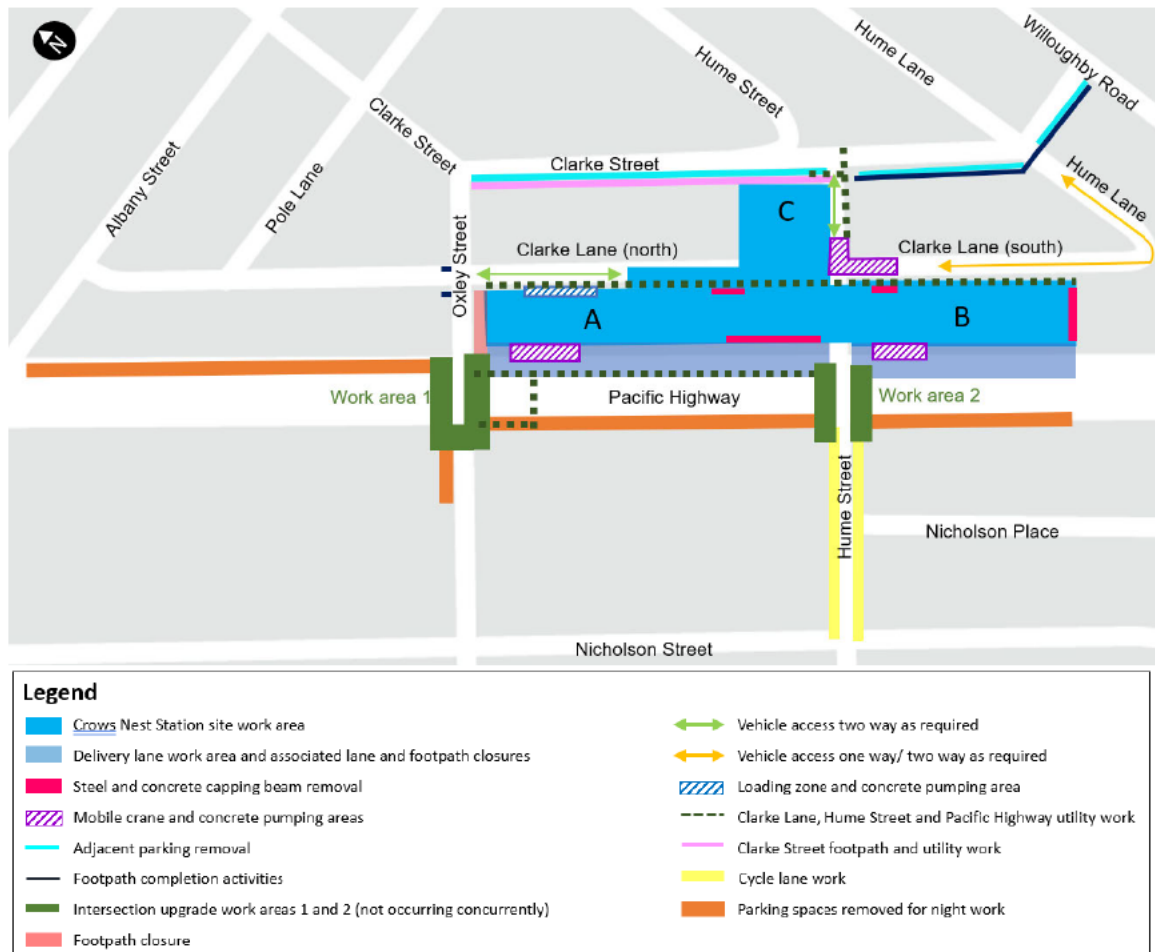 N
Willoughby Road
Hume Lane
Hume Street
Clarke Street
Albany Street
Pole Lane
Clarke Street
Hume Lane
C
Oxley Street
Clarke Lane (north)
Clarke Lane (south)
A
B
Work area 1
Pacific Highway
Work area 2
Hume Street
Nicholson Place
Nicholson Street
Legend
Crows Nest Station site work area
Delivery lane work area and associated lane and footpath closures
Steel and concrete capping beam removal
Mobile crane and concrete pumping areas
Adjacent parking removal
Footpath completion activities
Intersection upgrade work areas 1 and 2 (not occurring concurrently)
Footpath closure
Vehicle access two way as required
Vehicle access one way/ two way as required
Loading zone and concrete pumping area
Clarke Lane, Hume Street and Pacific Highway utility work
Clarke Street footpath and utility work
Cycle lane work
Parking spaces removed for night work